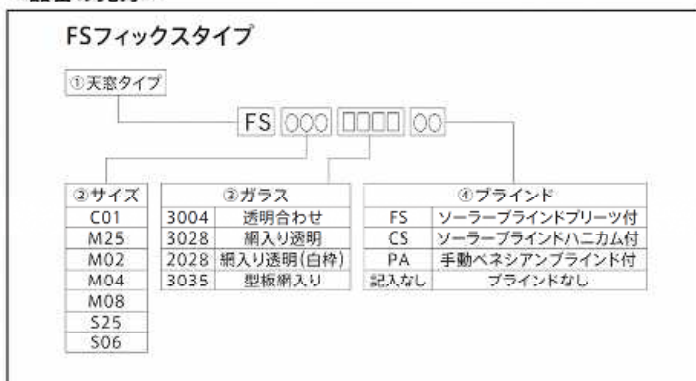 FSフィックスタイプ
①天窓タイプ
FS ○○○ □□□□ ○○
②サイズ
C01
M25
M02
M04
M08
S25
S06
③ガラス
3004 透明合わせ
3028 網入り透明
2028 網入り透明(白枠)
3035 型板網入り
④ブラインド
FS ソーラーブラインドプリーツ付
CS ソーラーブラインドハニカム付
PA 手動ベネシアンブラインド付
記入なし ブラインドなし